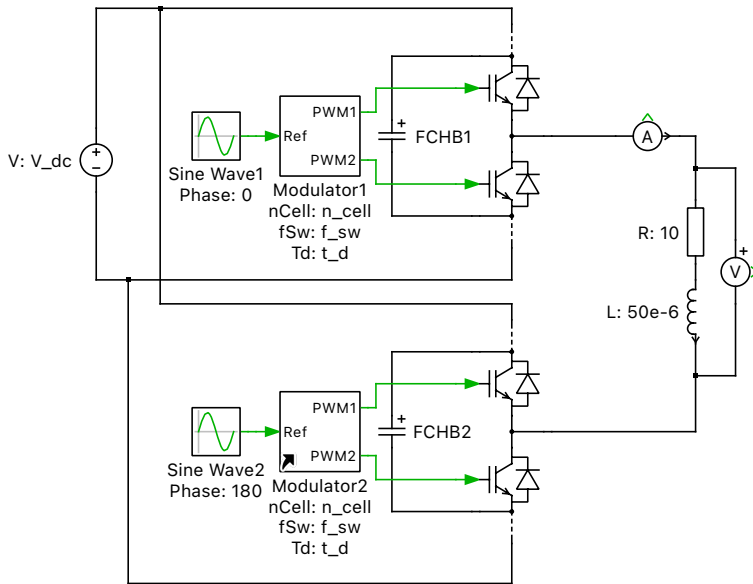 V: V_dc
+
−
Sine Wave1
Phase: 0
Ref
PWM1
PWM2
Modulator1
nCell: n_cell
fSw: f_sw
Td: t_d
+
FCHB1
A
R: 10
L: 50e-6
+
V
Sine Wave2
Phase: 180
Ref
PWM1
PWM2
Modulator2
nCell: n_cell
fSw: f_sw
Td: t_d
+
FCHB2